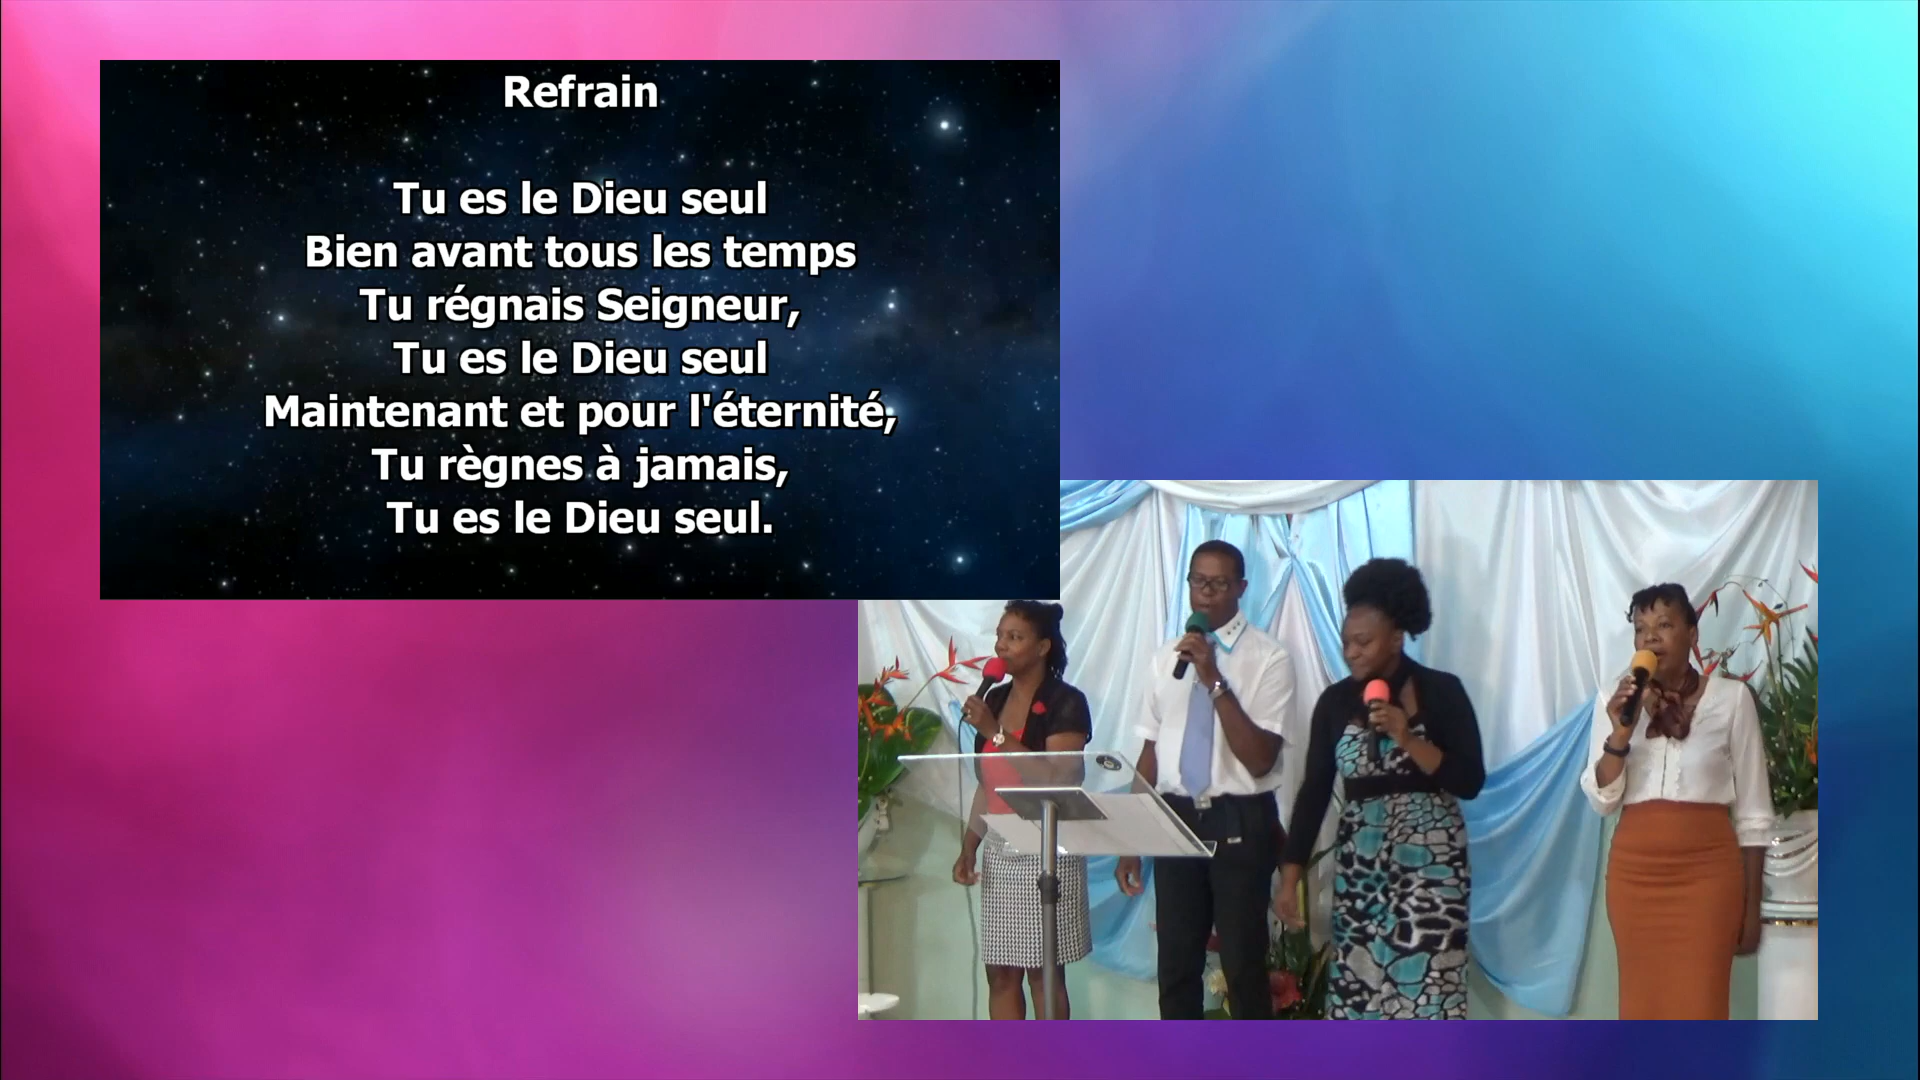 Refrain
Tu es le Dieu seul
Bien avant tous les temps
Tu régnais Seigneur,
Tu es le Dieu seul
Maintenant et pour l'éternité,
Tu règnes à jamais,
Tu es le Dieu seul.